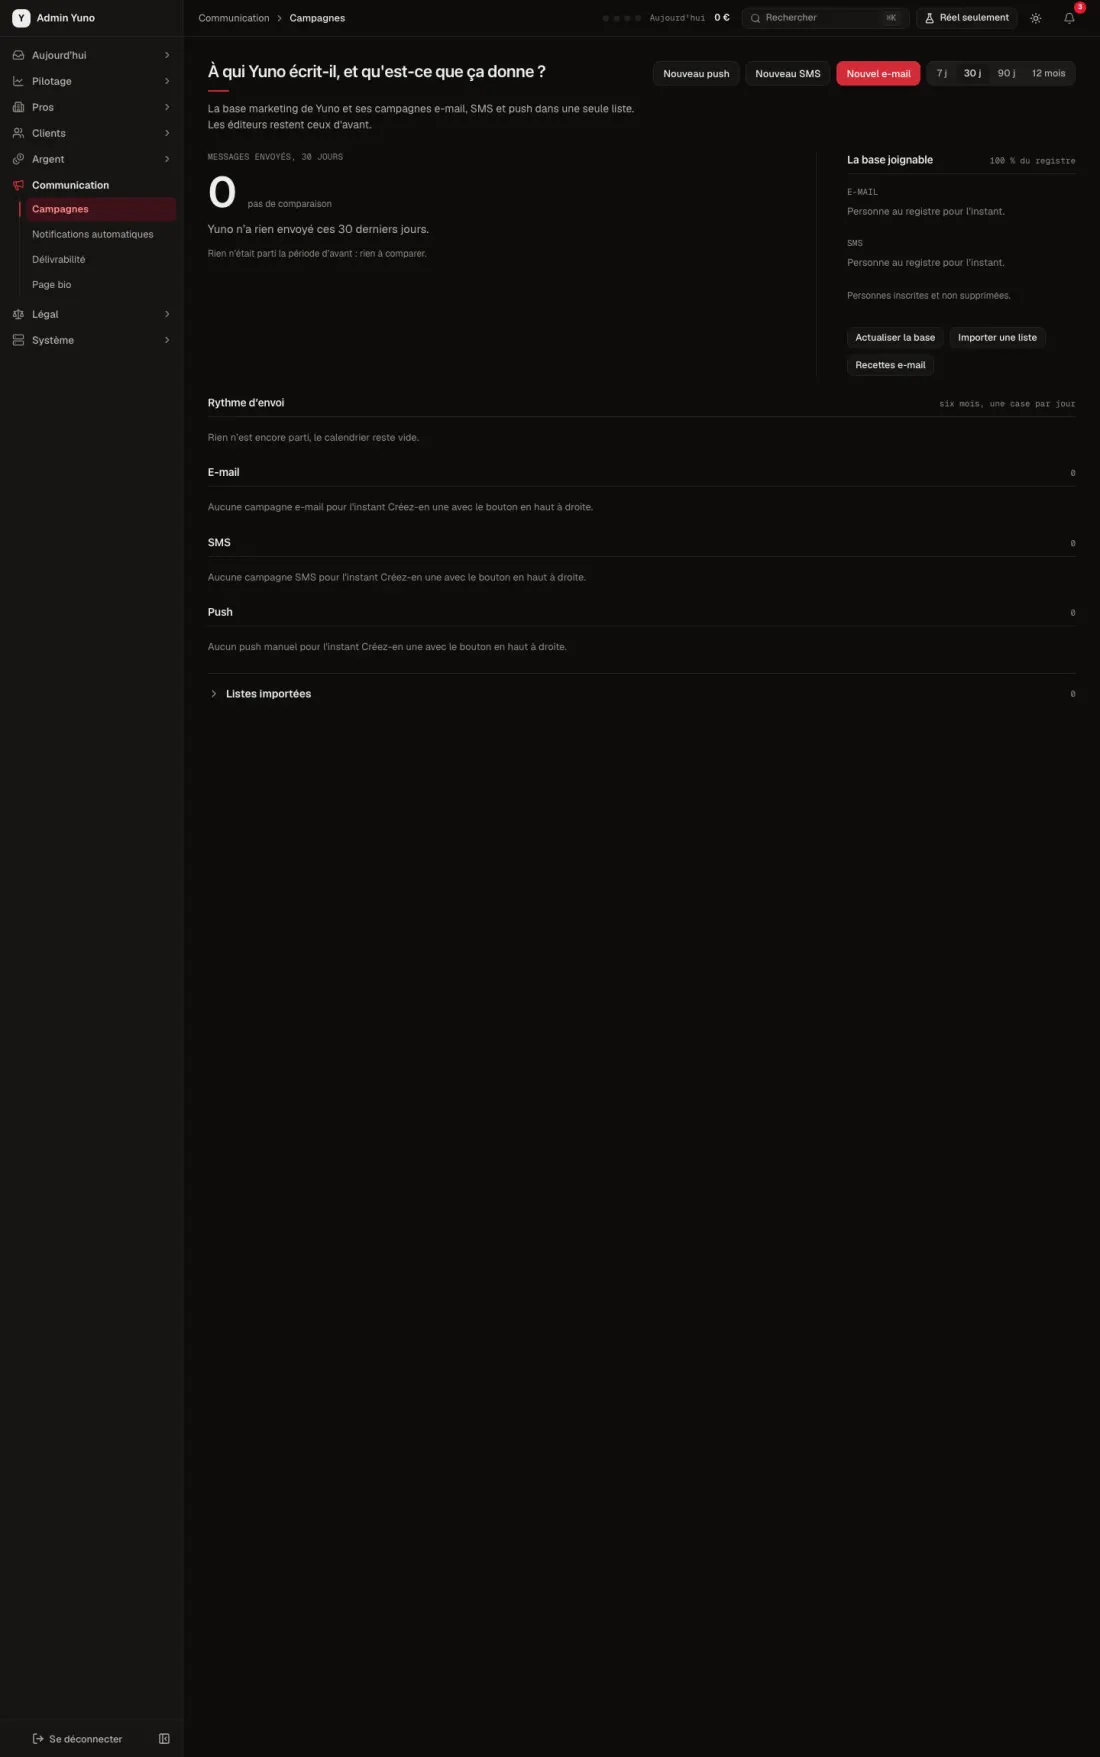 Y Admin Yuno
Aujourd'hui
Pilotage
Pros
Clients
Argent
Communication
Campagnes
Notifications automatiques
Délivrabilité
Page bio
Légal
Système
Se déconnecter
Communication > Campagnes
Aujourd'hui 0 €
Rechercher ⌘K
Réel seulement
3
À qui Yuno écrit-il, et qu'est-ce que ça donne ?
Nouveau push
Nouveau SMS
Nouvel e-mail
7 j 30 j 90 j 12 mois
La base marketing de Yuno et ses campagnes e-mail, SMS et push dans une seule liste.
Les éditeurs restent ceux d'avant.
MESSAGES ENVOYÉS, 30 JOURS
0 pas de comparaison
Yuno n'a rien envoyé ces 30 derniers jours.
Rien n'était parti la période d'avant : rien à comparer.
La base joignable 100 % du registre
E-MAIL
Personne au registre pour l'instant.
SMS
Personne au registre pour l'instant.
Personnes inscrites et non supprimées.
Actualiser la base
Importer une liste
Recettes e-mail
Rythme d'envoi six mois, une case par jour
Rien n'est encore parti, le calendrier reste vide.
E-mail 0
Aucune campagne e-mail pour l'instant Créez-en une avec le bouton en haut à droite.
SMS 0
Aucune campagne SMS pour l'instant Créez-en une avec le bouton en haut à droite.
Push 0
Aucun push manuel pour l'instant Créez-en une avec le bouton en haut à droite.
Listes importées 0